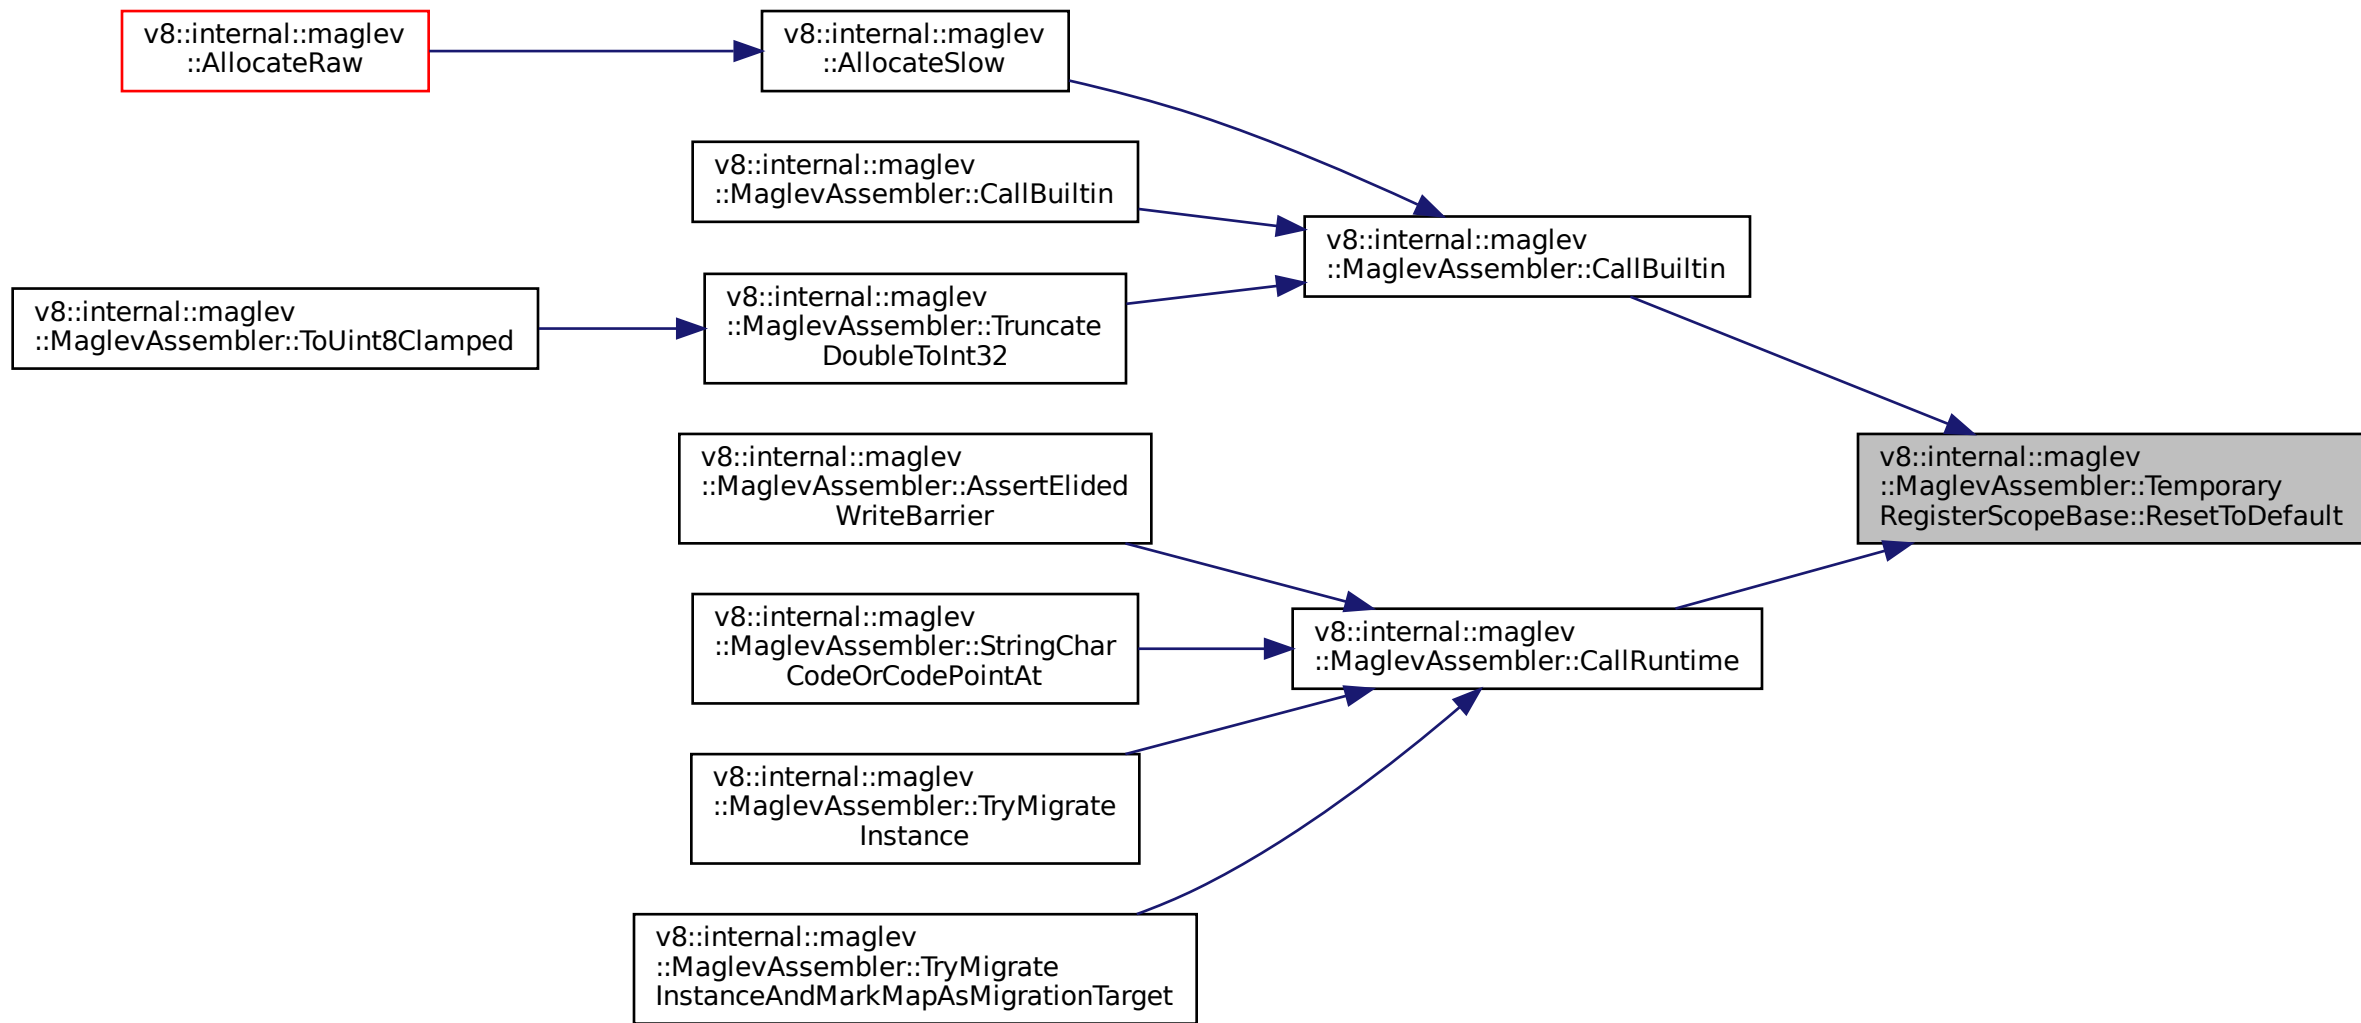 v8::internal::maglev
::AllocateRaw
v8::internal::maglev
::AllocateSlow
v8::internal::maglev
::MaglevAssembler::CallBuiltin
v8::internal::maglev
::MaglevAssembler::CallBuiltin
v8::internal::maglev
::MaglevAssembler::ToUint8Clamped
v8::internal::maglev
::MaglevAssembler::Truncate
DoubleToInt32
v8::internal::maglev
::MaglevAssembler::AssertElided
WriteBarrier
v8::internal::maglev
::MaglevAssembler::Temporary
RegisterScopeBase::ResetToDefault
v8::internal::maglev
::MaglevAssembler::StringChar
CodeOrCodePointAt
v8::internal::maglev
::MaglevAssembler::CallRuntime
v8::internal::maglev
::MaglevAssembler::TryMigrate
Instance
v8::internal::maglev
::MaglevAssembler::TryMigrate
InstanceAndMarkMapAsMigrationTarget